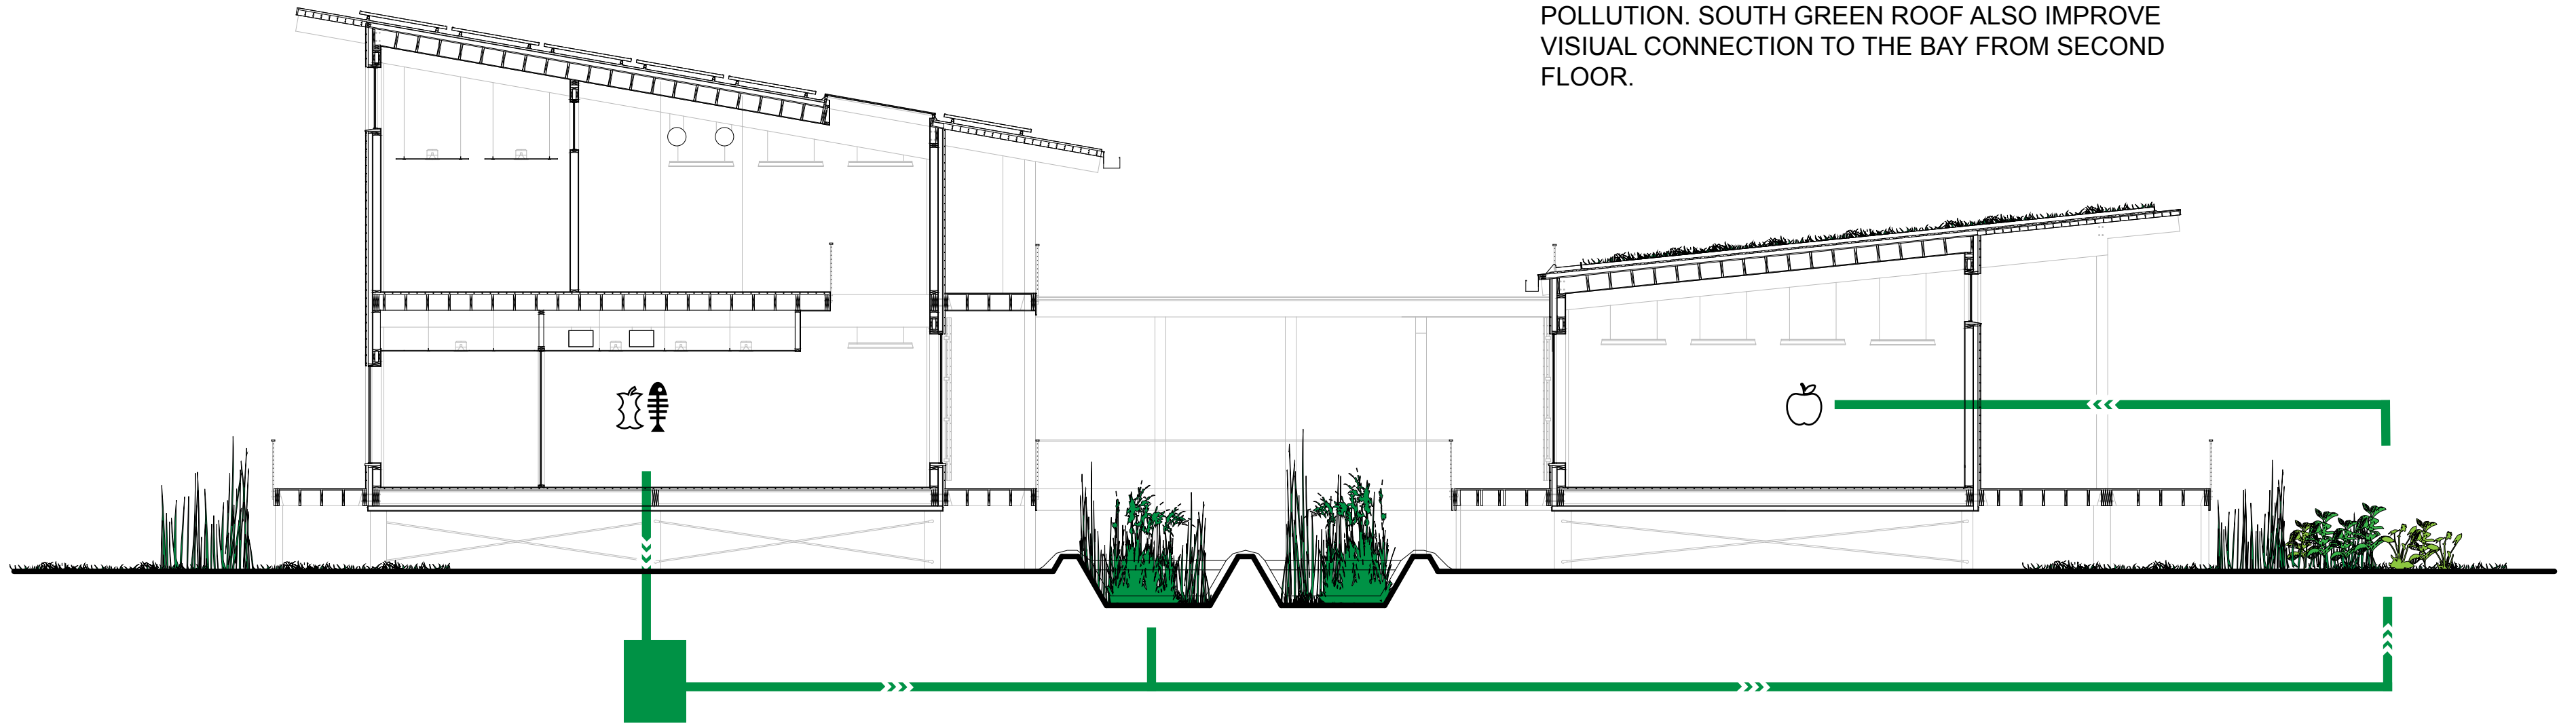 POLLUTION. SOUTH GREEN ROOF ALSO IMPROVE
VISIUAL CONNECTION TO THE BAY FROM SECOND
FLOOR.